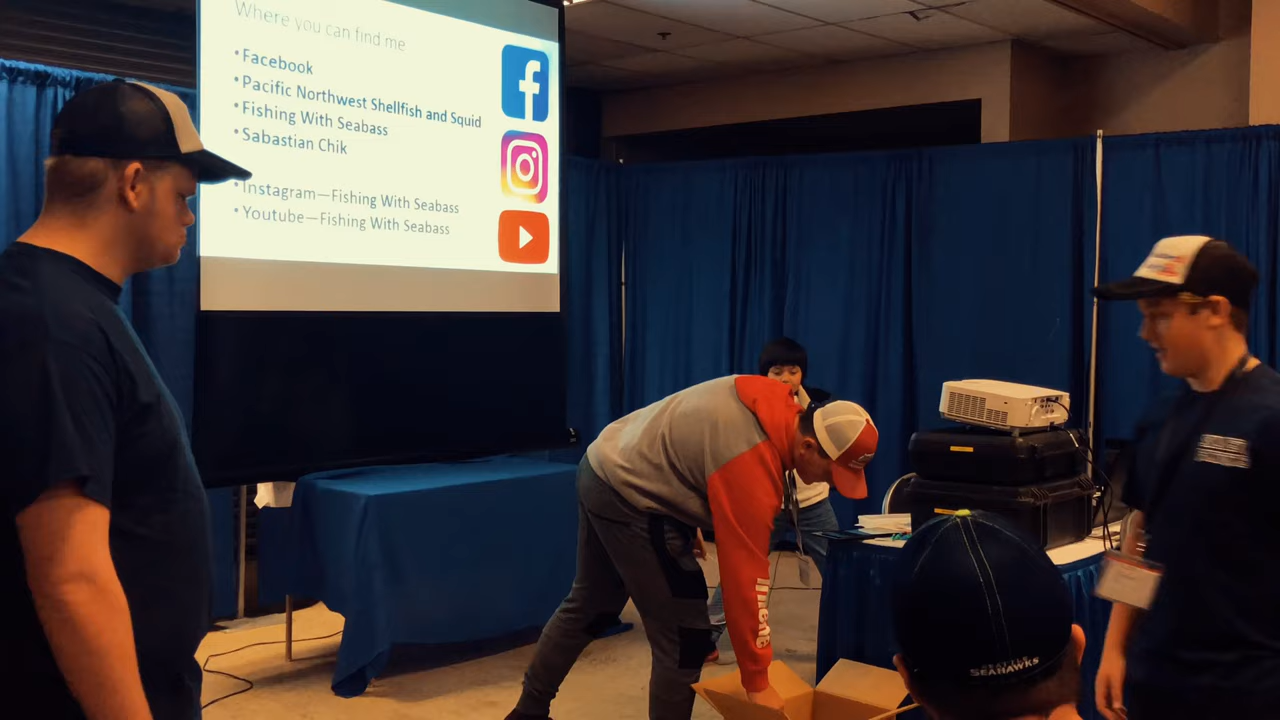 Where you can find me
•Facebook
•Pacific Northwest Shellfish and Squid
•Fishing With Seabass
•Sabastian Chik
•Instagram—Fishing With Seabass
•Youtube—Fishing With Seabass
SEATTLE
SEAHAWKS